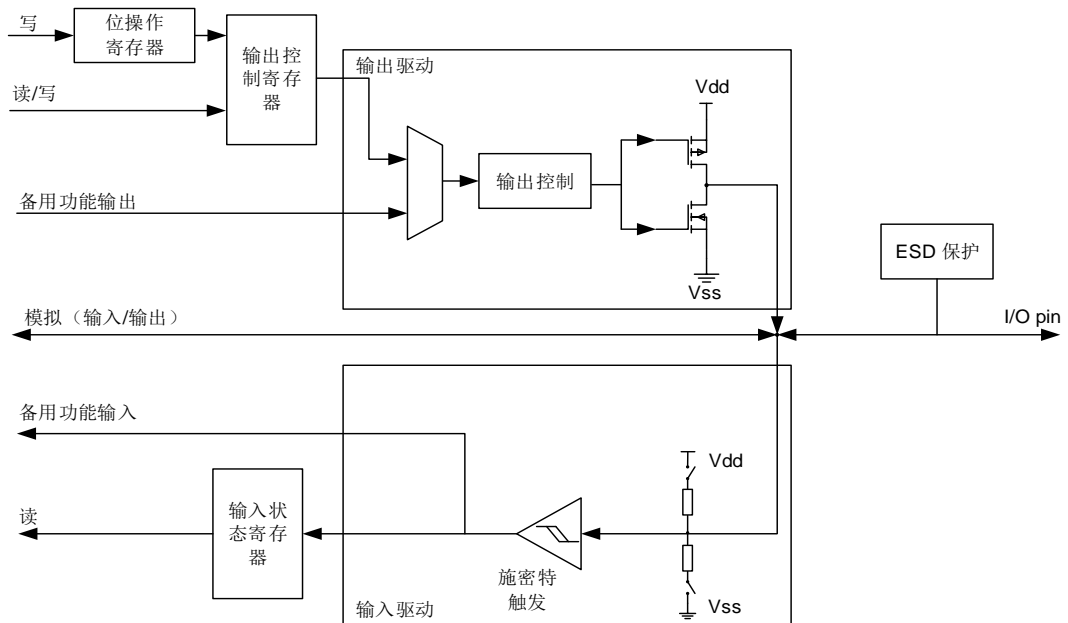 写
位操作
寄存器
输出控
制寄存
器
读/写
备用功能输出
输出驱动
输出控制
Vdd
Vss
ESD 保护
模拟（输入/输出）
I/O pin
备用功能输入
读
输入状
态寄存
器
施密特
触发
Vdd
Vss
输入驱动